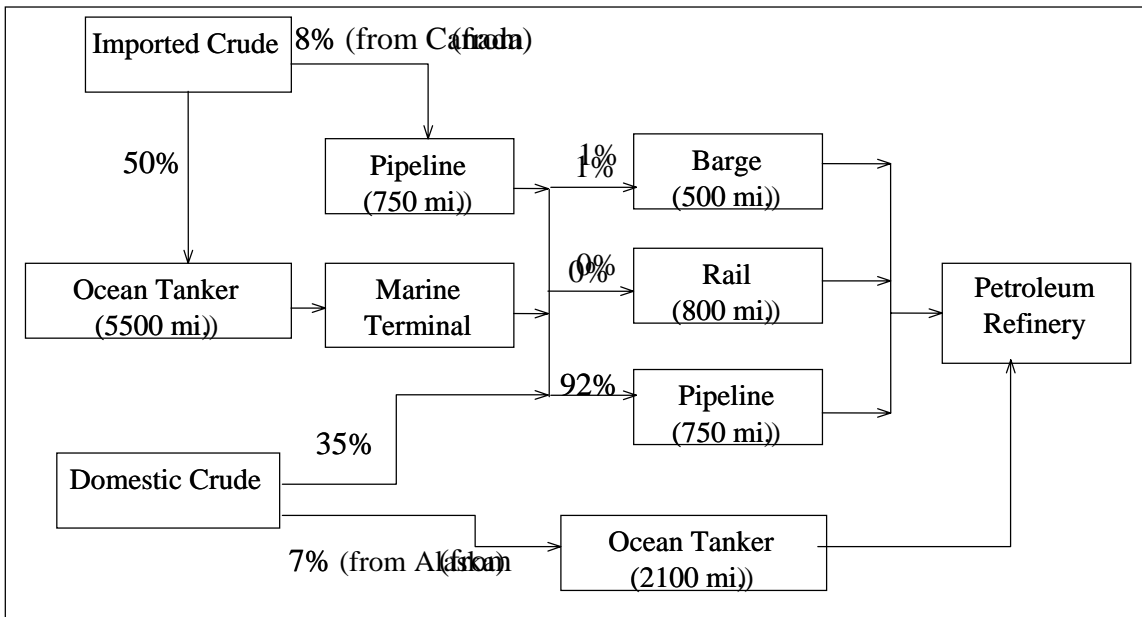 Imported Crude
8% (from Canada)
50%
Pipeline
(750 mi.)
1%
Barge
(500 mi.)
Ocean Tanker
(5500 mi.)
Marine
Terminal
0%
Rail
(800 mi.)
Petroleum
Refinery
92%
Pipeline
(750 mi.)
35%
Domestic Crude
7% (from Alaska)
Ocean Tanker
(2100 mi.)